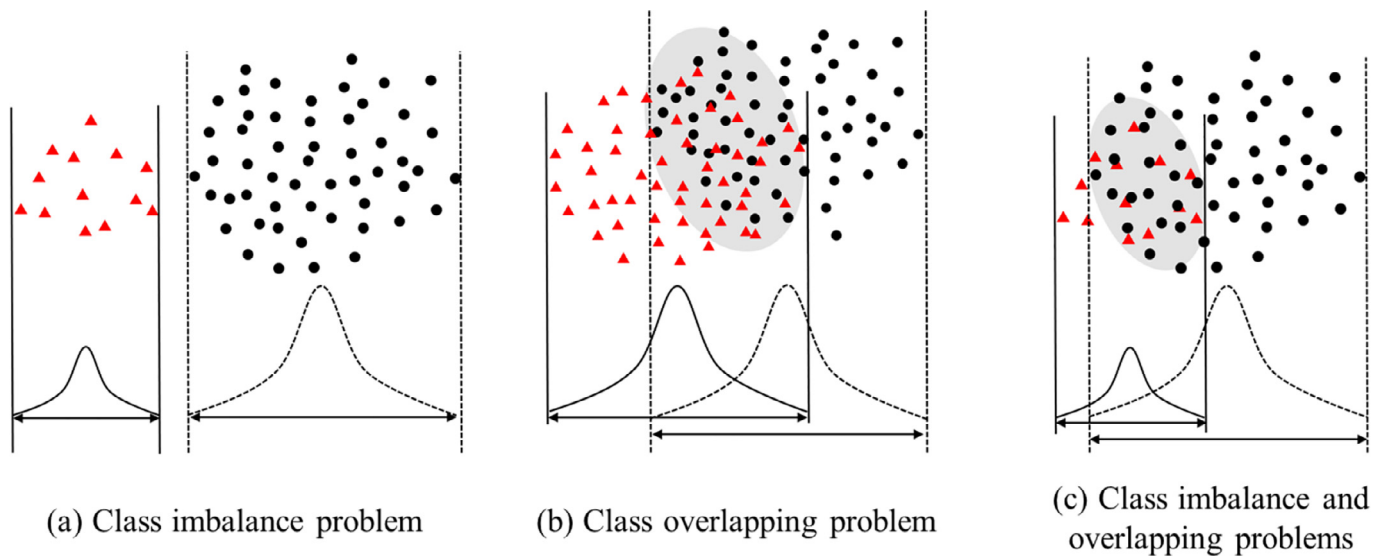 (a) Class imbalance problem
(b) Class overlapping problem
(c) Class imbalance and
overlapping problems